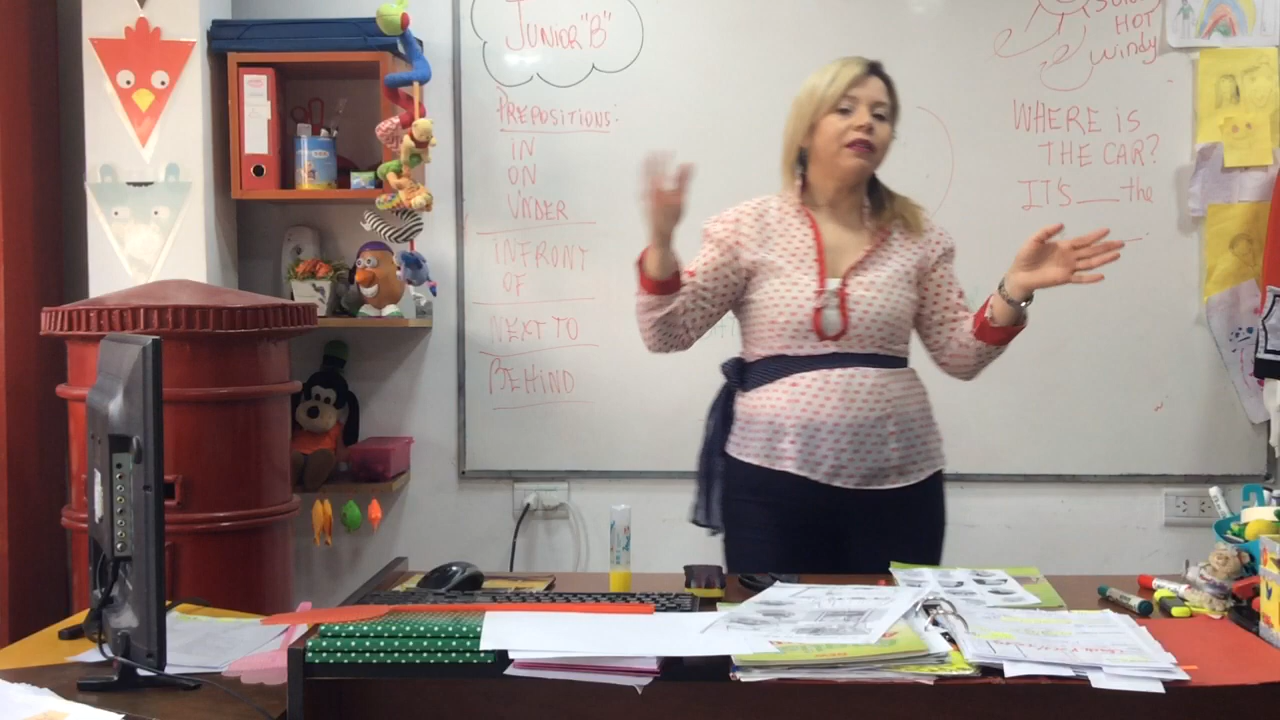 JUNIOR "B"
PREPOSITIONS:
IN
ON
UNDER
INFRONT
OF
NEXT TO
BEHIND
HOT
windy
WHERE is
THE CAR?
IT'S ___ the